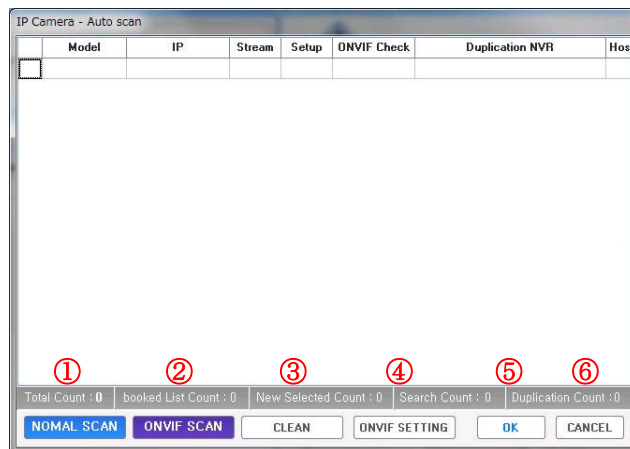 IP Camera - Auto scan
Model IP Stream Setup ONVIF Check Duplication NVR Hos
① ② ③ ④ ⑤ ⑥
Total Count : 0 booked List Count : 0 New Selected Count : 0 Search Count : 0 Duplication Count :0
NOMAL SCAN ONVIF SCAN CLEAN ONVIF SETTING OK CANCEL